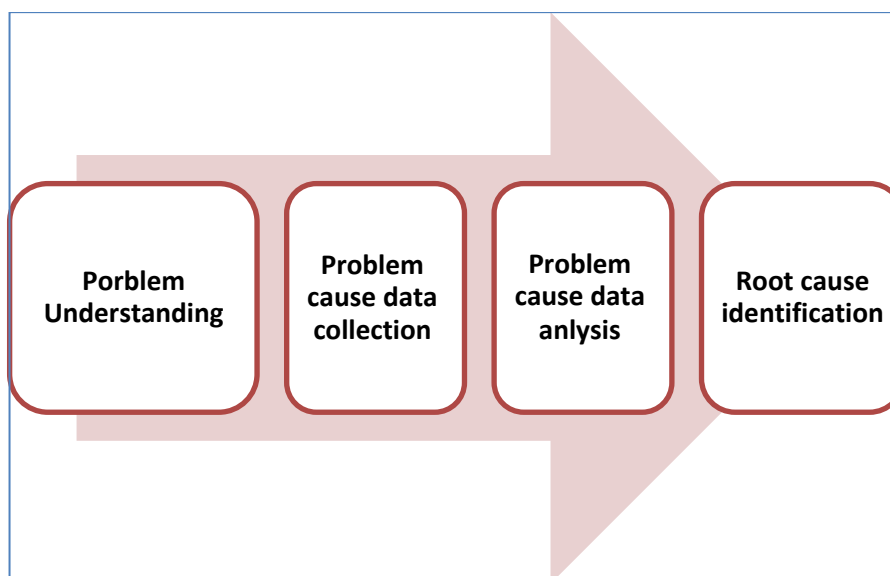 Porblem
Understanding
Problem
cause data
collection
Problem
cause data
anlysis
Root cause
identification